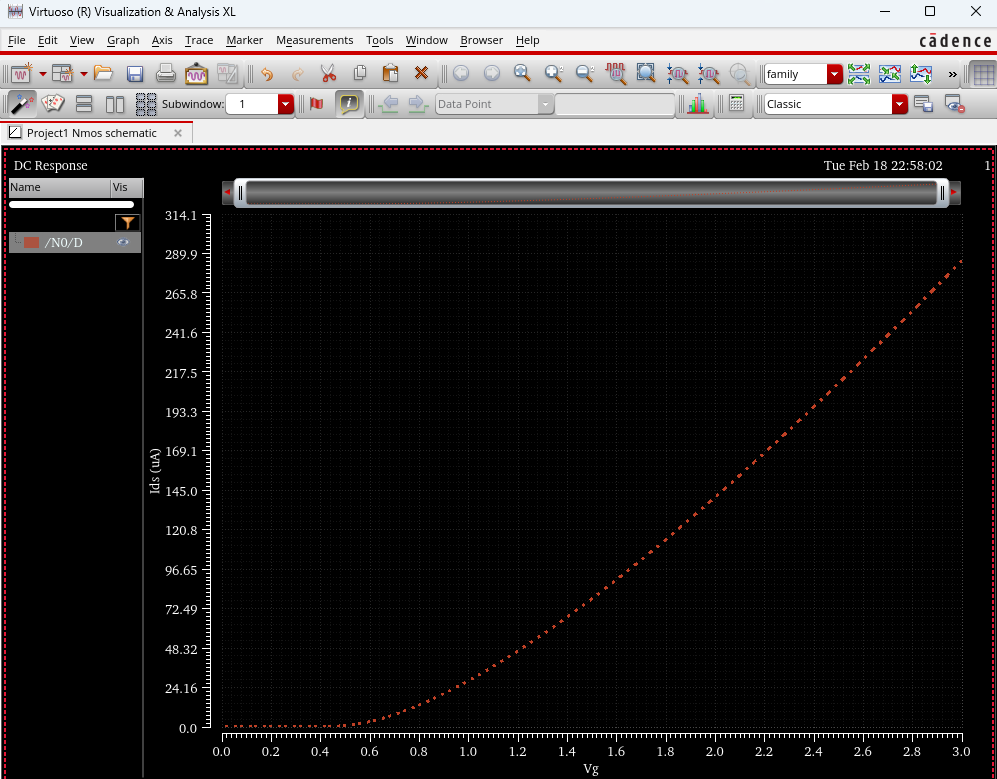 Virtuoso (R) Visualization & Analysis XL
File Edit View Graph Axis Trace Marker Measurements Tools Window Browser Help
cādence
family
»
Subwindow: 1
Data Point
Classic
Project1 Nmos schematic
DC Response
Tue Feb 18 22:58:02
1
Name Vis
/N0/D
314.1
289.9
265.8
241.6
217.5
193.3
169.1
145.0
120.8
96.65
72.49
48.32
24.16
0.0
Ids (uA)
0.0 0.2 0.4 0.6 0.8 1.0 1.2 1.4 1.6 1.8 2.0 2.2 2.4 2.6 2.8 3.0
Vg